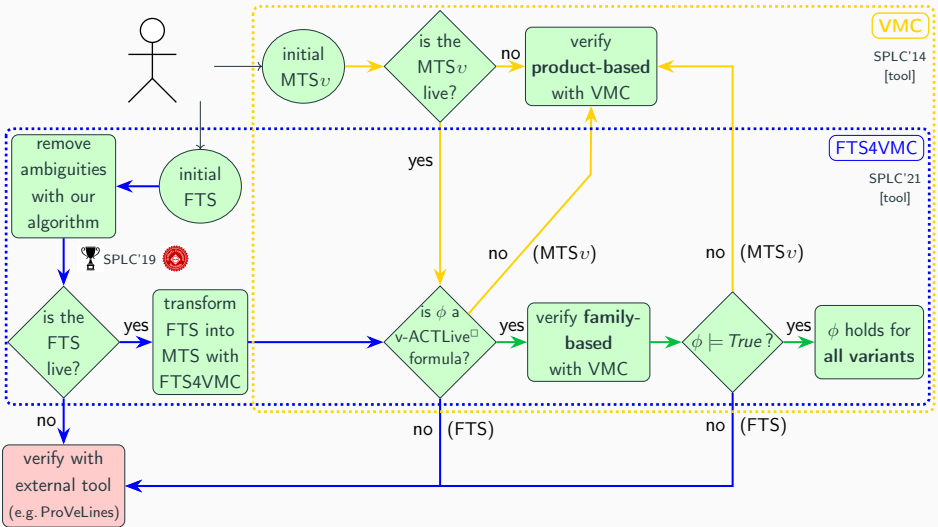 VMC
SPLC'14
[tool]
initial
MTSυ
is the
MTSυ
live?
no
verify
product-based
with VMC
yes
FTS4VMC
SPLC'21
[tool]
remove
ambiguities
with our
algorithm
initial
FTS
SPLC'19
no (MTSυ)
no (MTSυ)
is the
FTS
live?
yes
transform
FTS into
MTS with
FTS4VMC
is ϕ a
v-ACTLive□
formula?
yes
verify family-
based
with VMC
ϕ ⊨ True ?
yes
ϕ holds for
all variants
no
no (FTS)
no (FTS)
verify with
external tool
(e.g. ProVeLines)